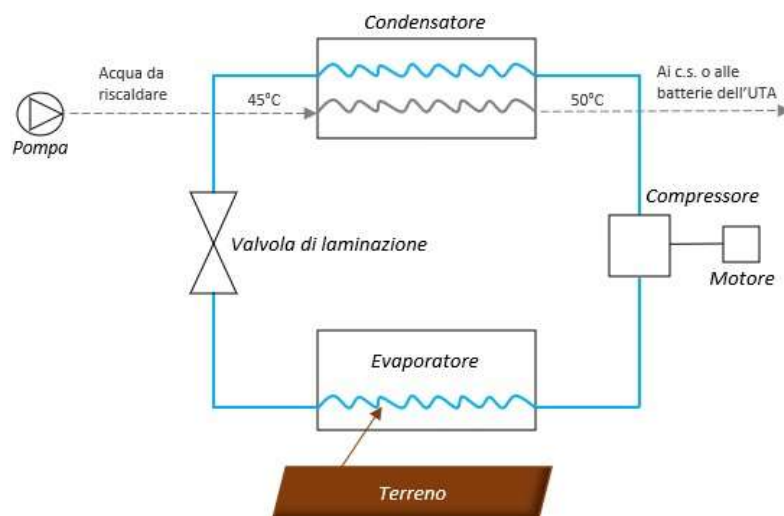 Condensatore
Acqua da
riscaldare
45°C
50°C
Ai c.s. o alle
batterie dell'UTA
Pompa
Compressore
Valvola di laminazione
Motore
Evaporatore
Terreno